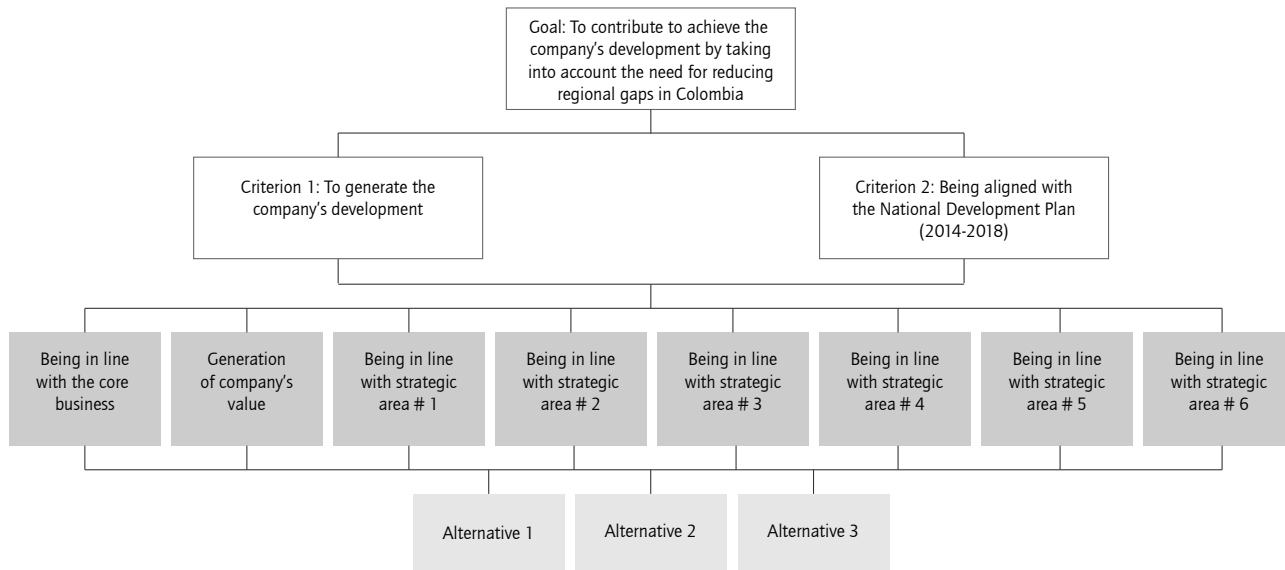 Goal: To contribute to achieve the
company’s development by taking
into account the need for reducing
regional gaps in Colombia
Criterion 1: To generate the
company’s development
Criterion 2: Being aligned with
the National Development Plan
(2014-2018)
Being in line
with the core
business
Generation
of company’s
value
Being in line
with strategic
area # 1
Being in line
with strategic
area # 2
Being in line
with strategic
area # 3
Being in line
with strategic
area # 4
Being in line
with strategic
area # 5
Being in line
with strategic
area # 6
Alternative 1
Alternative 2
Alternative 3